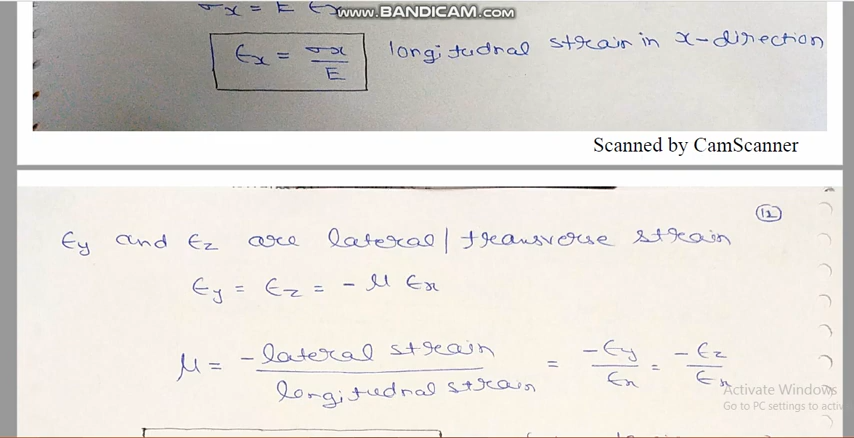 σx = E ϵx
www.BANDICAM.com
ϵx = σx/E longitudnal strain in x-direction
Scanned by CamScanner
12
ϵy and ϵz are lateral/transverse strain
ϵy = ϵz = - μ ϵx
μ = -lateral strain/longitudnal strain = -ϵy/ϵx = -ϵz/ϵx
Activate Windows
Go to PC settings to activ